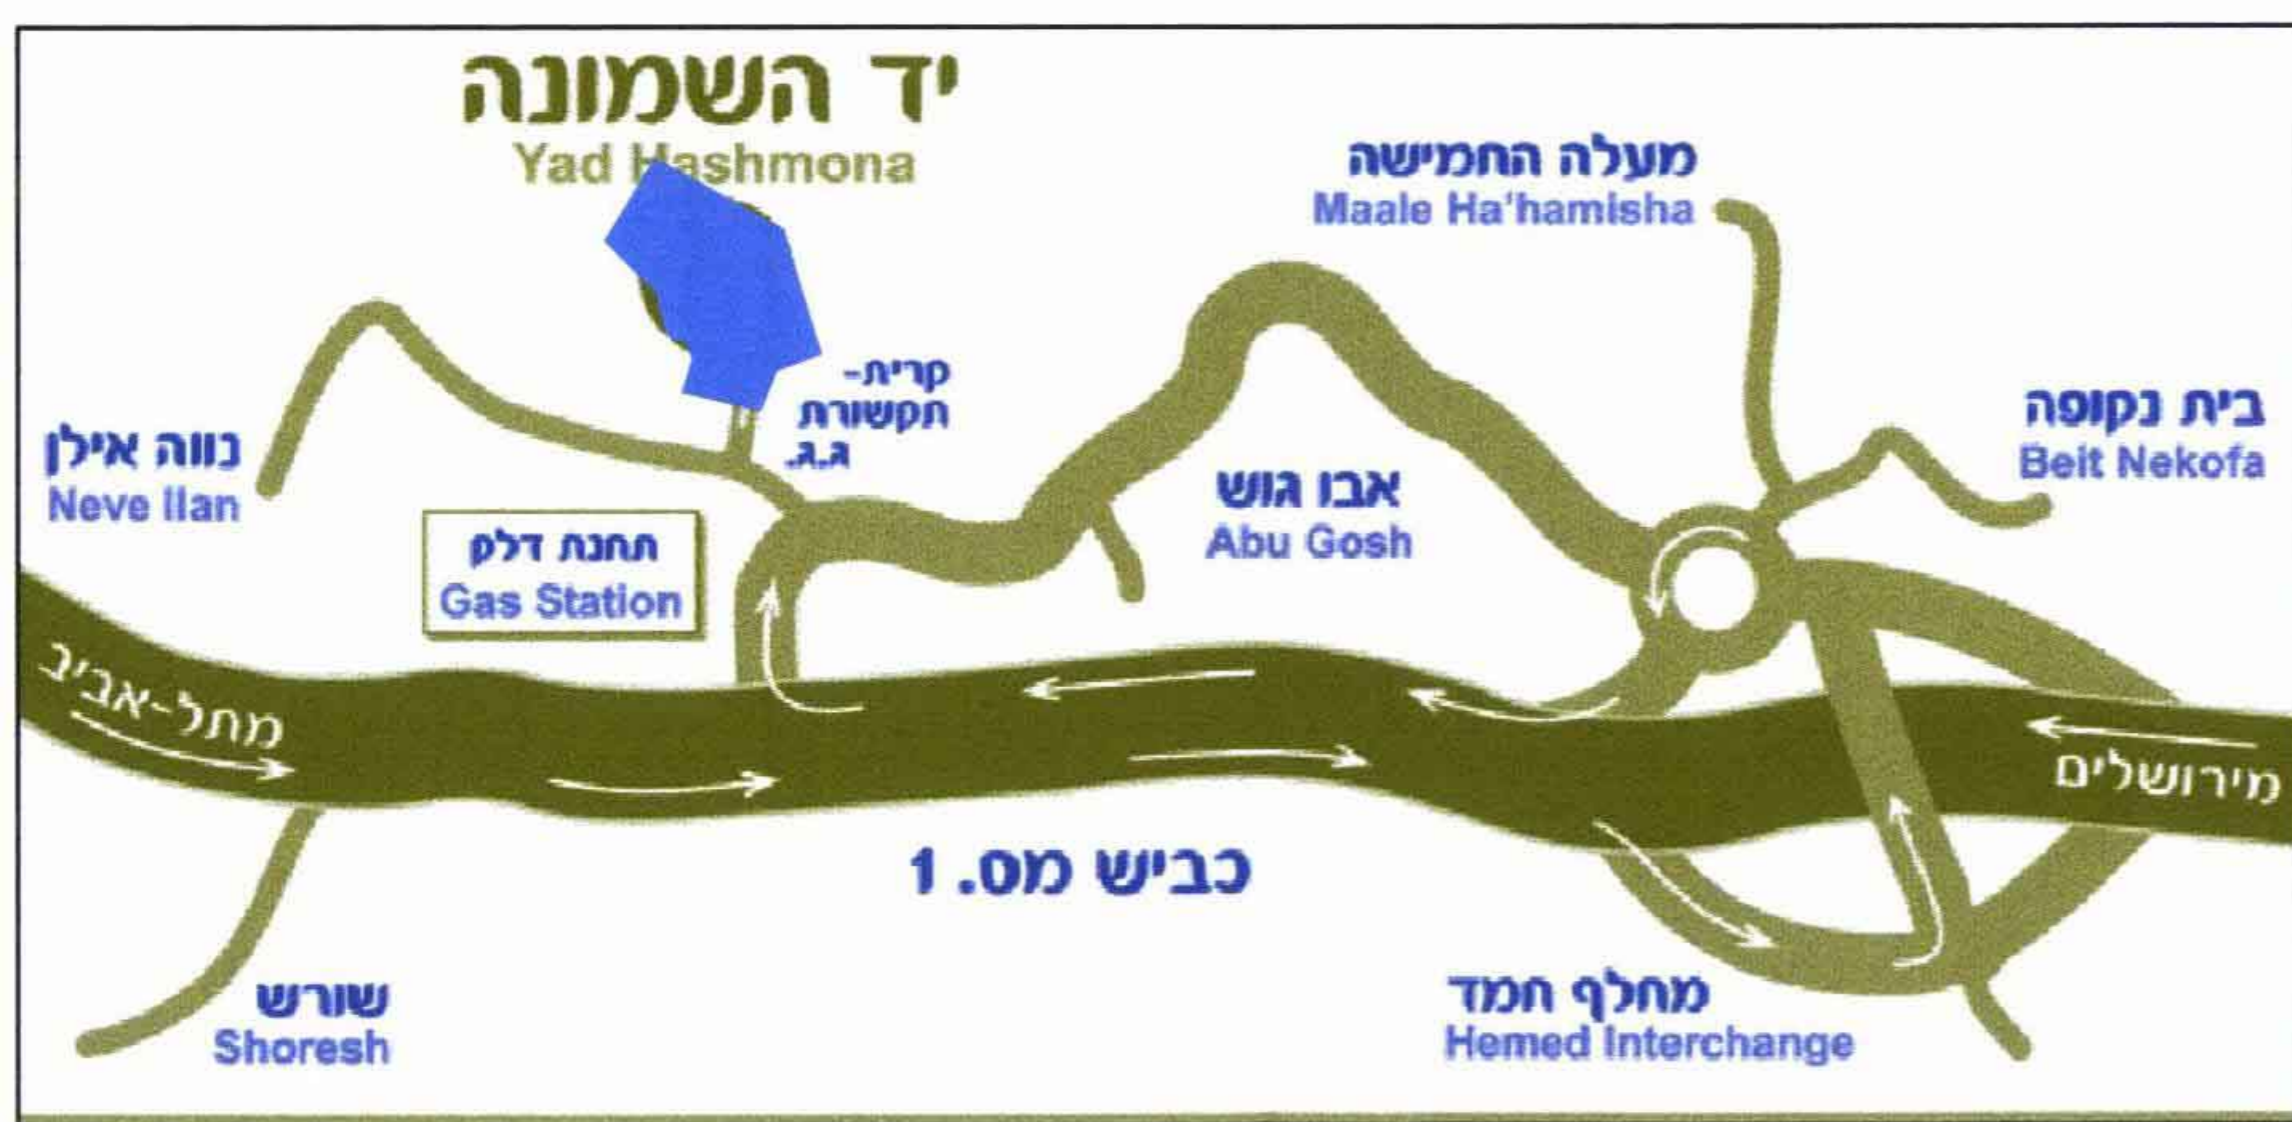 יד השמונה
Yad Hashmona
מעלה החמישה
Maale Ha'hamisha
קרית-
תקשורת
ג.ג.
בית נקופה
Beit Nekofa
נווה אילן
Neve Ilan
אבו גוש
Abu Gosh
תחנת דלק
Gas Station
מתל-אביב
מירושלים
כביש מס. 1
שורש
Shoresh
מחלף חמד
Hemed Interchange